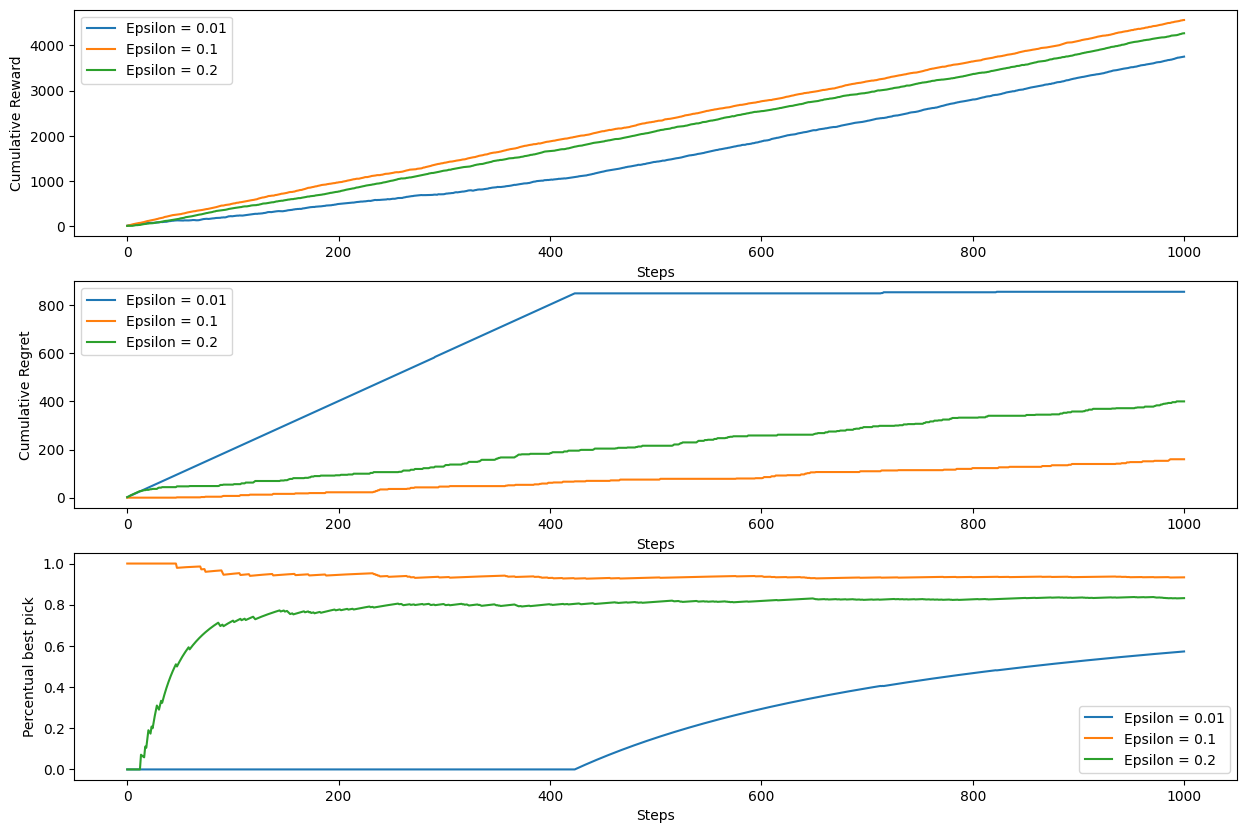 Cumulative Reward
Epsilon = 0.01
Epsilon = 0.1
Epsilon = 0.2
4000
3000
2000
1000
0
0 200 400 600 800 1000
Steps
Cumulative Regret
Epsilon = 0.01
Epsilon = 0.1
Epsilon = 0.2
800
600
400
200
0
0 200 400 600 800 1000
Steps
Percentual best pick
1.0
0.8
0.6
0.4
0.2
0.0
Epsilon = 0.01
Epsilon = 0.1
Epsilon = 0.2
0 200 400 600 800 1000
Steps